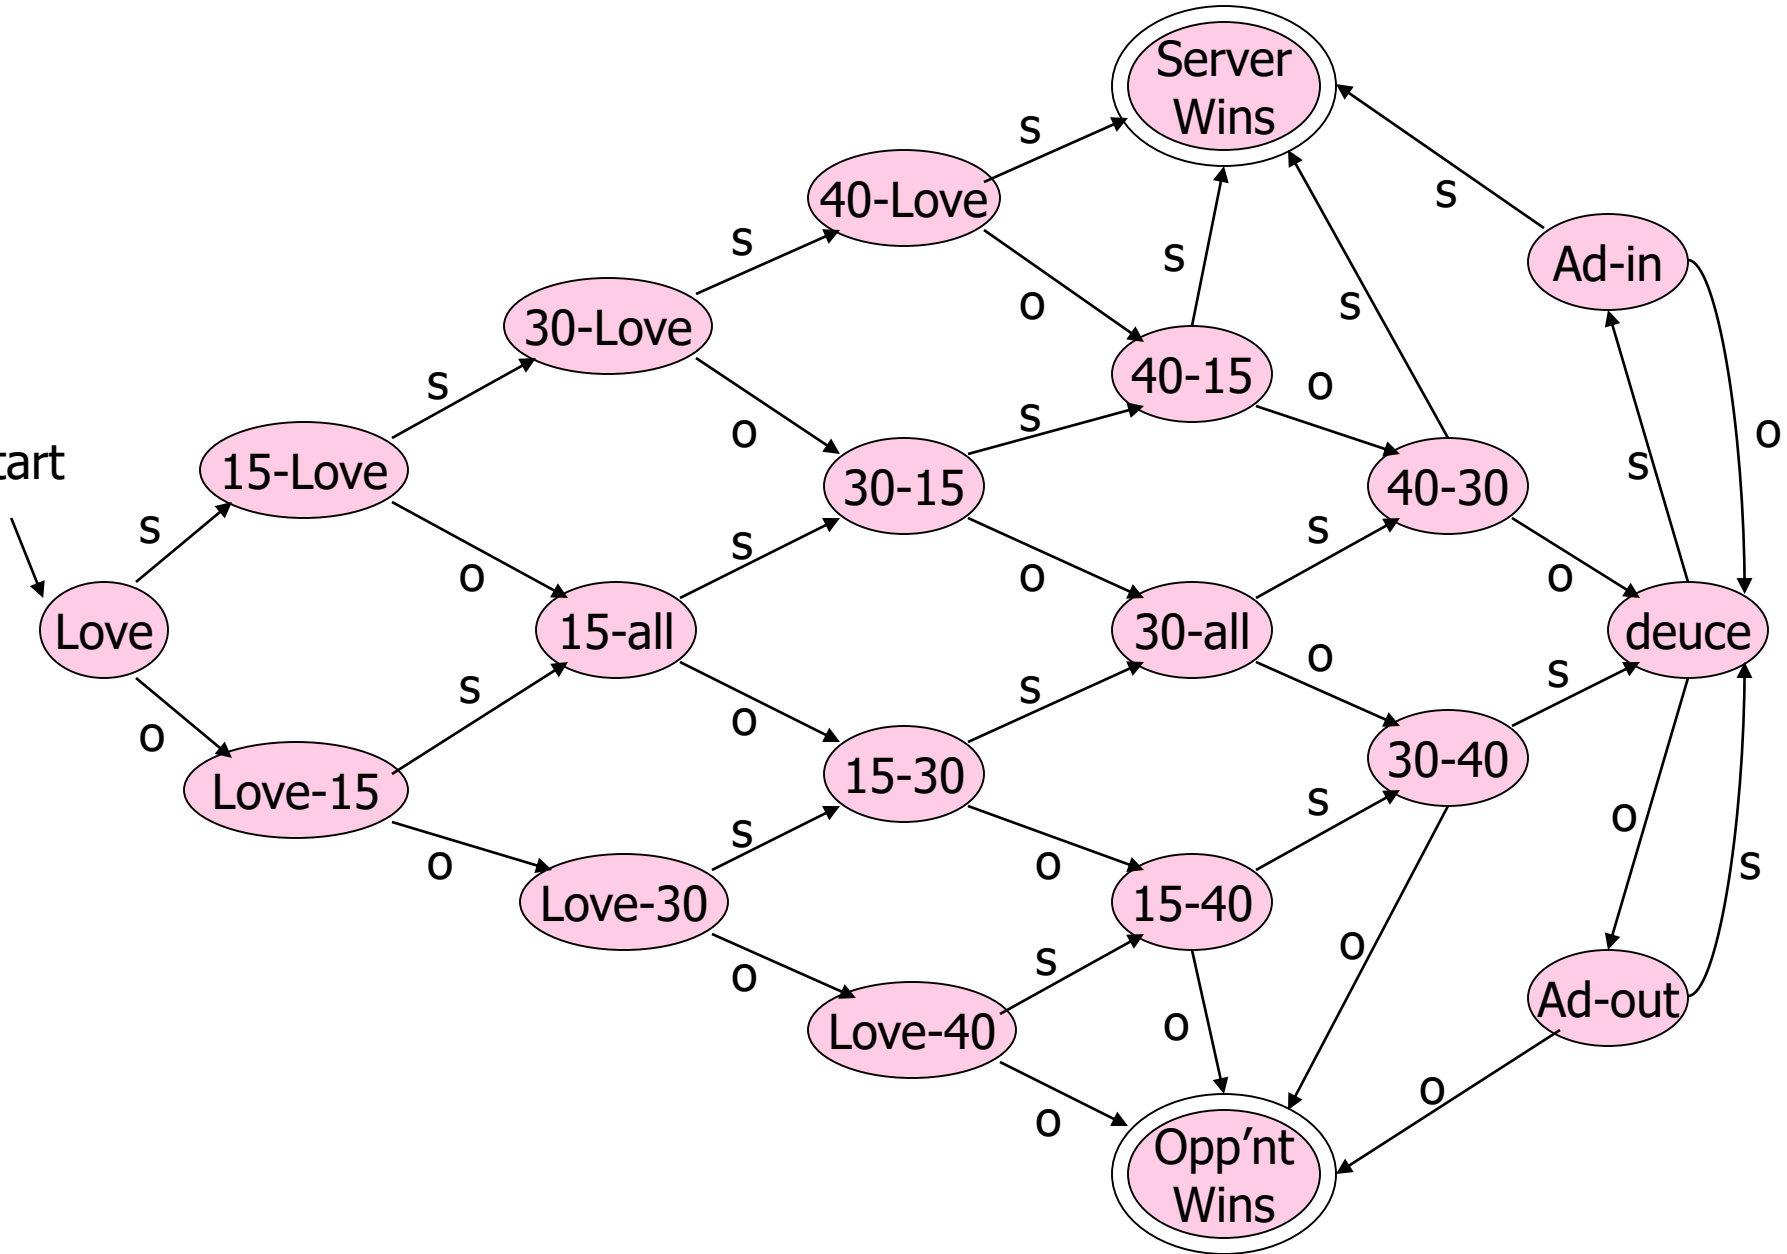 Server
Wins
s
40-Love
s
s
Ad-in
s
s
30-Love
o
s
40-15
s
o
s
o
o
s
tart
15-Love
30-15
40-30
s
s
s
o
o
o
Love
15-all
30-all
deuce
o
s
s
s
o
o
15-30
30-40
Love-15
s
o
s
o
o
s
Love-30
15-40
o
s
o
Love-40
Ad-out
o
o
o
Opp’nt
Wins